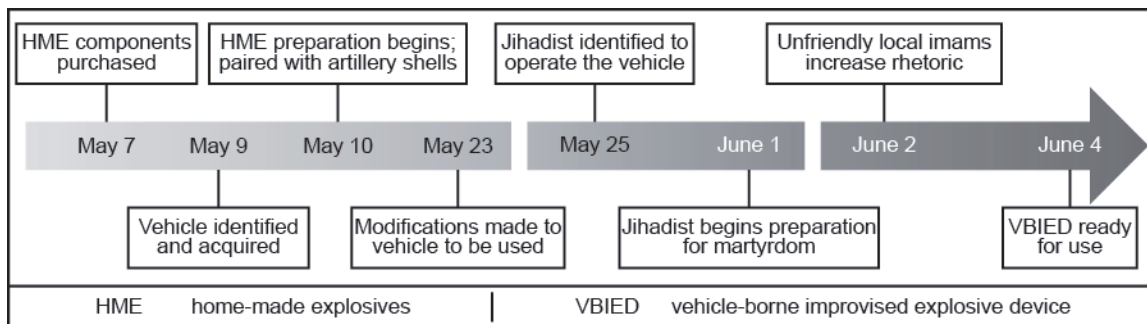 HME components
purchased
HME preparation begins;
paired with artillery shells
Jihadist identified to
operate the vehicle
Unfriendly local imams
increase rhetoric
May 7
May 9
May 10
May 23
May 25
June 1
June 2
June 4
Vehicle identified
and acquired
Modifications made to
vehicle to be used
Jihadist begins preparation
for martyrdom
VBIED ready
for use
HME home-made explosives
VBIED vehicle-borne improvised explosive device